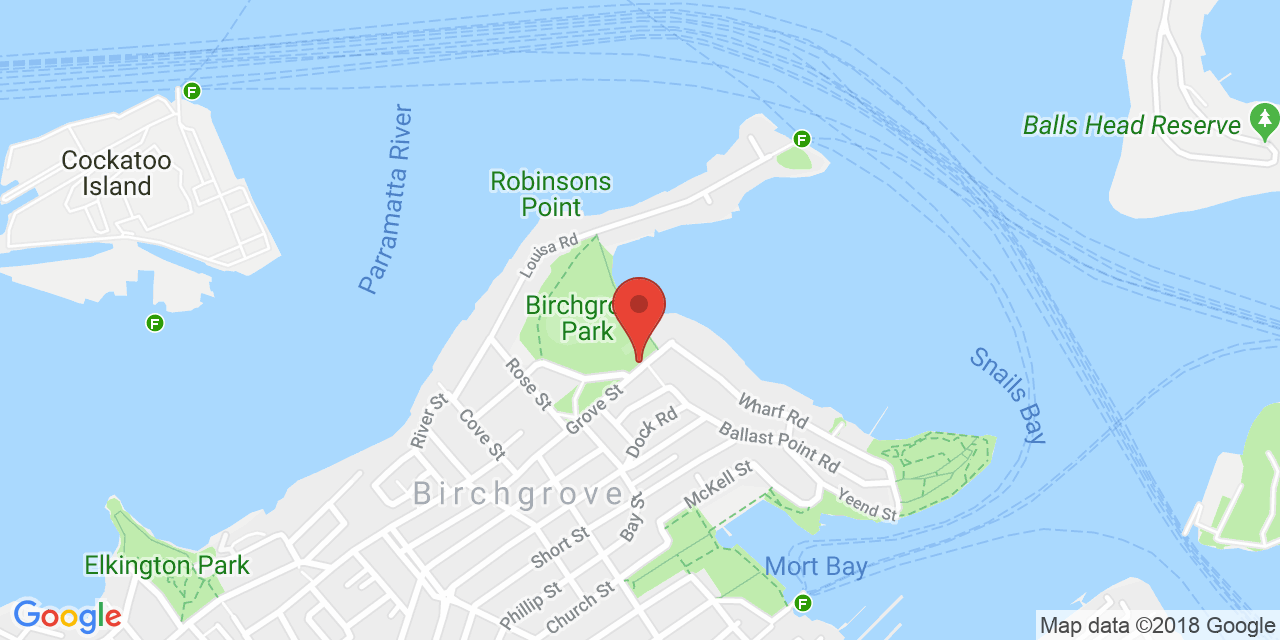 Cockatoo
Island
Parramatta River
Robinsons
Point
Balls Head Reserve
Louisa Rd
Birchgro
Park
Snails Bay
Rose St
River St
Cove St
Grove St
Wharf Rd
Dock Rd
Ballast Point Rd
McKell St
Yeend St
Birchgrove
Bay S
Short St
Elkington Park
Mort Bay
Phillip St
Church St
F
F
F
F
Google
Map data ©2018 Google